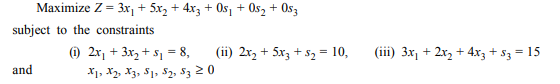 Maximize Z = 3x₁ + 5x₂ + 4x₃ + 0s₁ + 0s₂ + 0s₃
subject to the constraints
(i) 2x₁ + 3x₂ + s₁ = 8, (ii) 2x₂ + 5x₃ + s₂ = 10, (iii) 3x₁ + 2x₂ + 4x₃ + s₃ = 15
and x₁, x₂, x₃, s₁, s₂, s₃ ≥ 0